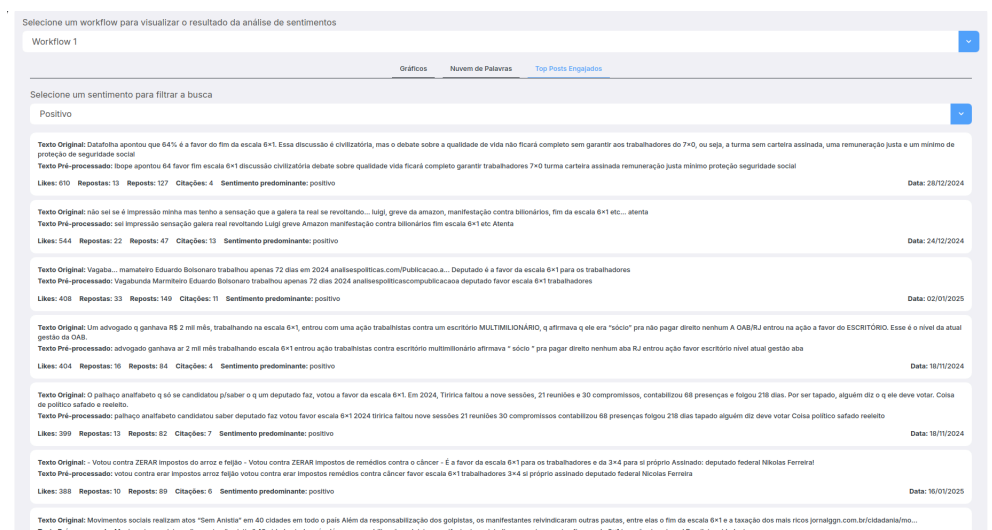 Selecione um workflow para visualizar o resultado da análise de sentimentos
Workflow 1
Gráficos Nuvem de Palavras Top Posts Engajados
Selecione um sentimento para filtrar a busca
Positivo
Texto Original: Datafolha apontou que 64% é a favor do fim da escala 6×1. Essa discussão é civilizatória, mas o debate sobre a qualidade de vida não ficará completo sem garantir aos trabalhadores do 7×0, ou seja, a turma sem carteira assinada, uma remuneração justa e um mínimo de
proteção de seguridade social
Texto Pré-processado: Ibope apontou 64 favor fim escala 6×1 discussão civilizatória debate sobre qualidade vida ficará completo garantir trabalhadores 7×0 turma carteira assinada remuneração justa mínimo proteção seguridade social
Likes: 610 Repostas: 13 Reposts: 127 Citações: 4 Sentimento predominante: positivo Data: 28/12/2024
Texto Original: não sei se é impressão minha mas tenho a sensação que a galera ta real se revoltando... luigi, greve da amazon, manifestação contra bilionários, fim da escala 6×1 etc... atenta
Texto Pré-processado: sei Impressão sensação galera real revoltando Luigi greve Amazon manifestação contra bilionários fim escala 6×1 etc Atenta
Likes: 544 Repostas: 22 Reposts: 47 Citações: 13 Sentimento predominante: positivo Data: 24/12/2024
Texto Original: Vagaba... mamateiro Eduardo Bolsonaro trabalhou apenas 72 dias em 2024 analisespoliticas.com/Publicacao.a... Deputado é a favor da escala 6×1 para os trabalhadores
Texto Pré-processado: Vagabunda Marmiteiro Eduardo Bolsonaro trabalhou apenas 72 dias 2024 analisespoliticascompublicacaoa deputado favor escala 6×1 trabalhadores
Likes: 408 Repostas: 33 Reposts: 149 Citações: 11 Sentimento predominante: positivo Data: 02/01/2025
Texto Original: Um advogado q ganhava R$ 2 mil mês, trabalhando na escala 6×1, entrou com uma ação trabalhistas contra um escritório MULTIMILIONÁRIO, q afirmava q ele era "sócio" pra não pagar direito nenhum A OAB/RJ entrou na ação a favor do ESCRITÓRIO. Esse é o nível da atual
gestão da OAB.
Texto Pré-processado: advogado ganhava ar 2 mil mês trabalhando escala 6×1 entrou ação trabalhistas contra escritório multimilionário afirmava " sócio " pra pagar direito nenhum aba RJ entrou ação favor escritório nível atual gestão aba
Likes: 404 Repostas: 16 Reposts: 84 Citações: 4 Sentimento predominante: positivo Data: 18/11/2024
Texto Original: O palhaço analfabeto q só se candidatou p/saber o q um deputado faz, votou a favor da escala 6×1. Em 2024, Tiririca faltou a nove sessões, 21 reuniões e 30 compromissos, contabilizou 68 presenças e folgou 218 dias. Por ser tapado, alguém diz o q ele deve votar. Coisa
de político safado e reeleito.
Texto Pré-processado: palhaço analfabeto candidatou saber deputado faz votou favor escala 6×1 2024 tiririca faltou nove sessões 21 reuniões 30 compromissos contabilizou 68 presenças folgou 218 dias tapado alguém diz deve votar Coisa político safado reeleito
Likes: 399 Repostas: 13 Reposts: 82 Citações: 7 Sentimento predominante: positivo Data: 18/11/2024
Texto Original: - Votou contra ZERAR impostos do arroz e feijão - Votou contra ZERAR impostos de remédios contra o câncer - É a favor da escala 6×1 para os trabalhadores e da 3×4 para si próprio Assinado: deputado federal Nikolas Ferreira!
Texto Pré-processado: votou contra erar impostos arroz feijão votou contra erar impostos remédios contra câncer favor escala 6×1 trabalhadores 3×4 si próprio assinado deputado federal Nicolas Ferreira
Likes: 388 Repostas: 10 Reposts: 89 Citações: 6 Sentimento predominante: positivo Data: 16/01/2025
Texto Original: Movimentos sociais realizam atos "Sem Anistia" em 40 cidades em todo o país Além da responsabilização dos golpistas, os manifestantes reivindicaram outras pautas, entre elas o fim da escala 6×1 e a taxação dos mais ricos jornalggn.com.br/cidadania/mo...